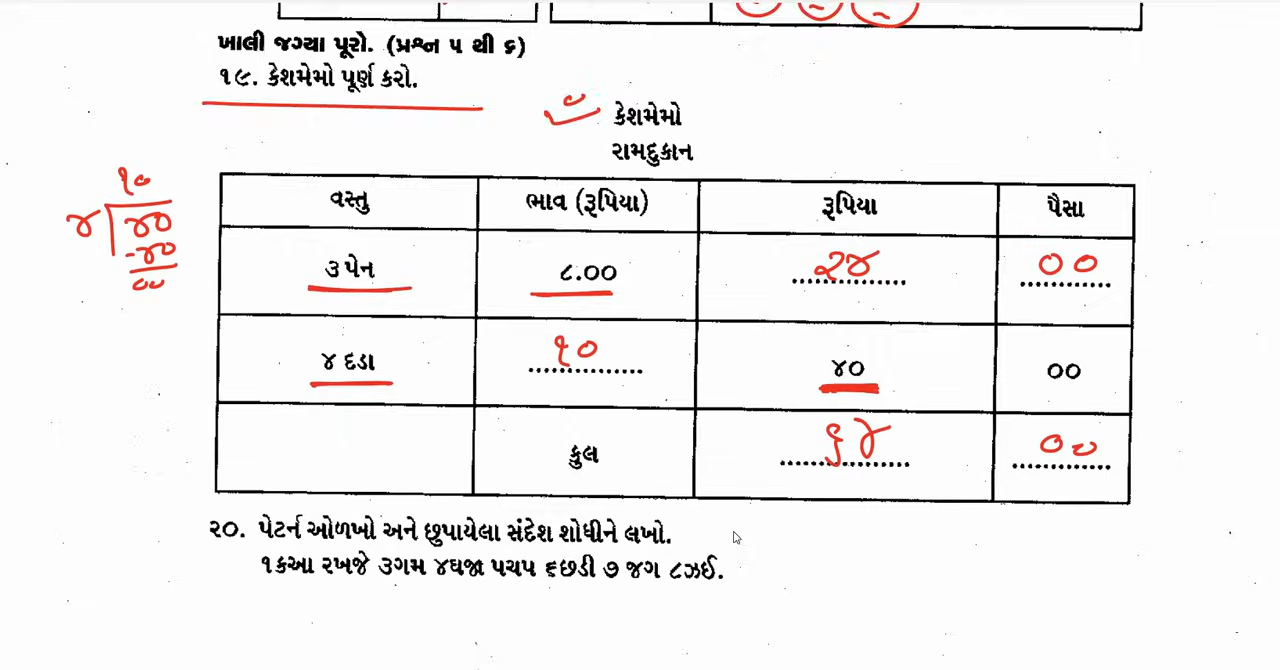 ખાલી જગ્યા પૂરો. (પ્રશ્ન ૫ થી ૬)
૧૯. કેશમેમો પૂર્ણ કરો.
કેશમેમો
રામદુકાન
વસ્તુ ભાવ (રૂપિયા) રૂપિયા પૈસા
૩ પેન ૮.૦૦ ૨૪ ૦૦
૪ દડા ૧૦ ૪૦ ૦૦
કુલ ૬૪ ૦૦
૧૦
૪ ૪૦
-૪૦
૦૦
૨૦. પેટર્ન ઓળખો અને છુપાયેલા સંદેશ શોધીને લખો.
૧કઆ ૨ખજે ૩ગમ ૪ઘજા ૫ચપ ૬છડી ૭ જગ ૮ઝઈ.